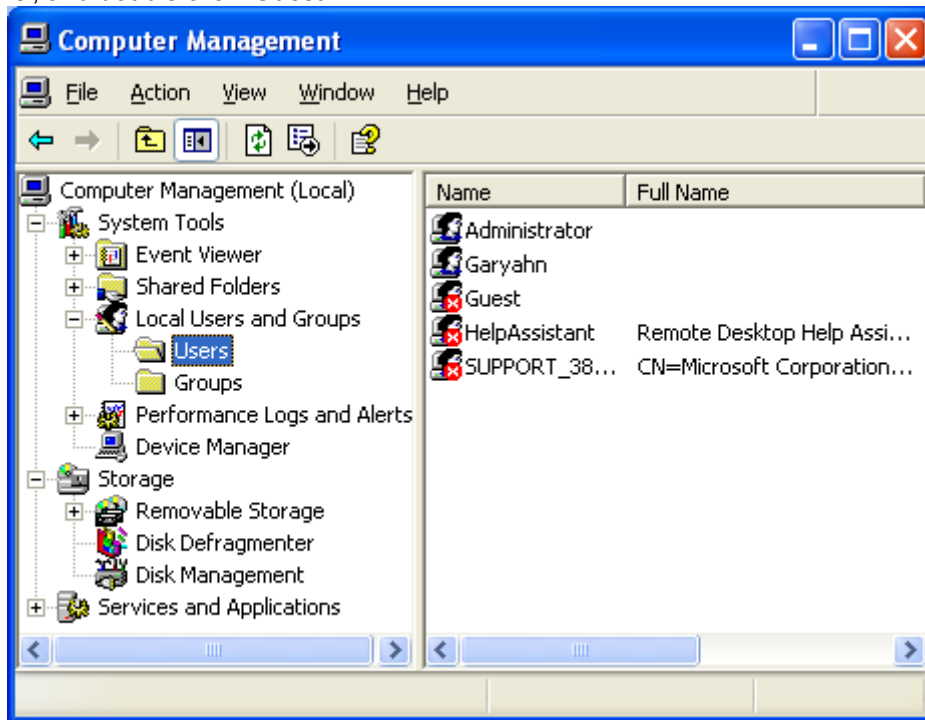 Computer Management
File Action View Window Help
Computer Management (Local)
System Tools
Event Viewer
Shared Folders
Local Users and Groups
Users
Groups
Performance Logs and Alerts
Device Manager
Storage
Removable Storage
Disk Defragmenter
Disk Management
Services and Applications
Name Full Name
Administrator
Garyahn
Guest
HelpAssistant Remote Desktop Help Assi...
SUPPORT_38... CN=Microsoft Corporation...